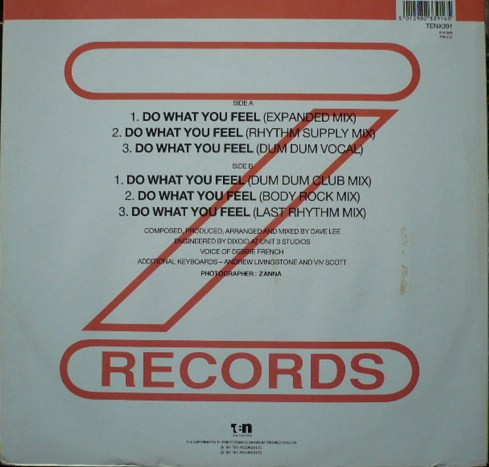 5 012982 339160
TENX391
SIDE A
1. DO WHAT YOU FEEL (EXPANDED MIX)
2. DO WHAT YOU FEEL (RHYTHM SUPPLY MIX)
3. DO WHAT YOU FEEL (DUM DUM VOCAL)
SIDE B
1. DO WHAT YOU FEEL (DUM DUM CLUB MIX)
2. DO WHAT YOU FEEL (BODY ROCK MIX)
3. DO WHAT YOU FEEL (LAST RHYTHM MIX)
COMPOSED, PRODUCED, ARRANGED AND MIXED BY DAVE LEE
ENGINEERED BY DIXOID AT UNIT 3 STUDIOS
VOICE OF DEBBIE FRENCH
ADDITIONAL KEYBOARDS – ANDREW LIVINGSTONE AND VIV SCOTT
PHOTOGRAPHER: ZANNA
Z
RECORDS
TEN
RECORDS